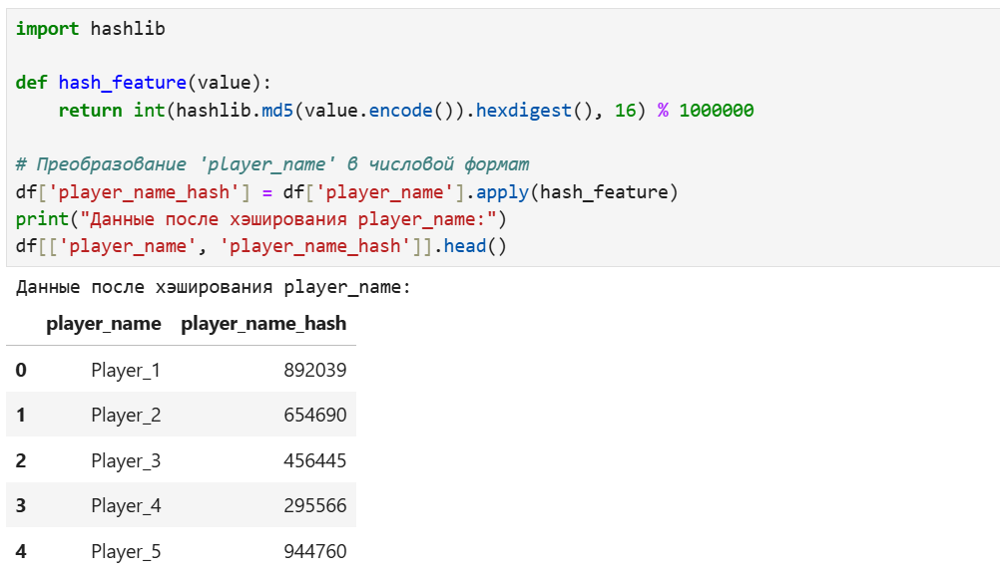 import hashlib
def hash_feature(value):
    return int(hashlib.md5(value.encode()).hexdigest(), 16) % 1000000
# Преобразование 'player_name' в числовой формат
df['player_name_hash'] = df['player_name'].apply(hash_feature)
print("Данные после хэширования player_name:")
df[['player_name', 'player_name_hash']].head()
Данные после хэширования player_name:
player_name player_name_hash
0 Player_1 892039
1 Player_2 654690
2 Player_3 456445
3 Player_4 295566
4 Player_5 944760